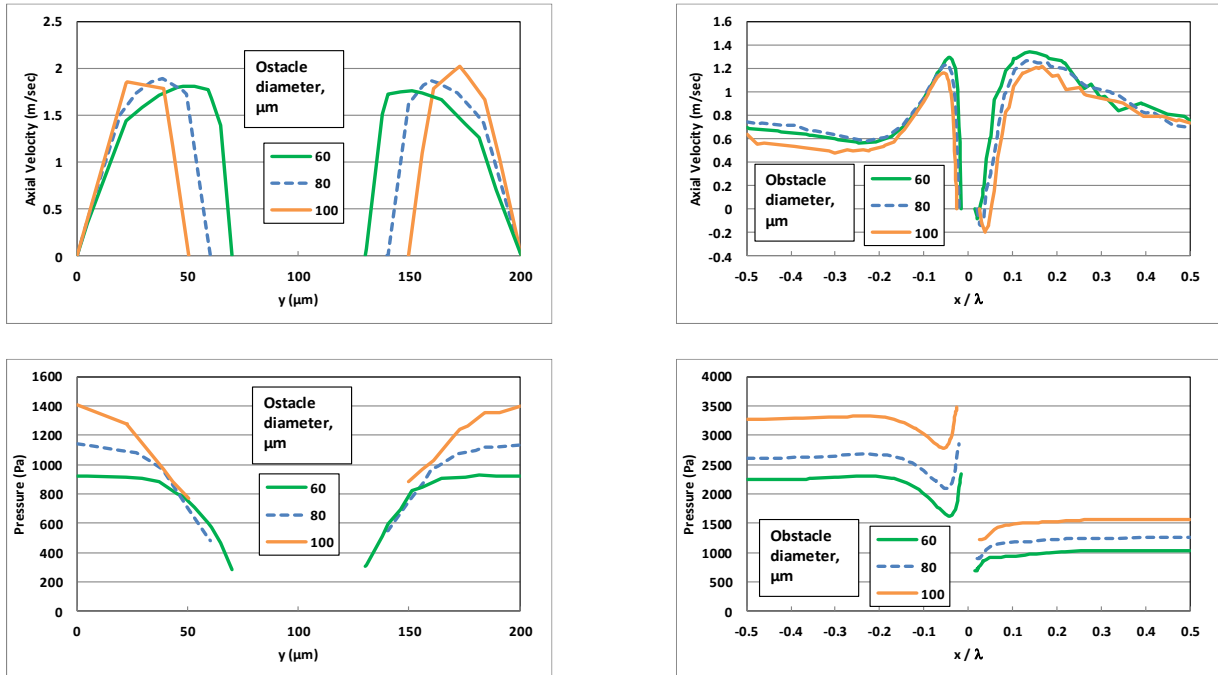 2.5
2
1.5
1
0.5
0
Axial Velocity (m/sec)
Ostacle
diameter,
µm
60
80
100
0 50 100 150 200
y (µm)
1.6
1.4
1.2
1.0
0.8
0.6
0.4
1.2
0
-0.2
-0.4
Axial Velocity (m/sec)
Obstacle
diameter,
µm
60
80
100
-0.5 -0.4 -0.3 -0.2 -0.1 0 0.1 0.2 0.3 0.4 0.5
x / λ
1600
1400
1200
1000
800
600
400
200
0
Pressure (Pa)
Ostacle
diameter,
µm
60
80
100
0 50 100 150 200
y (µm)
4000
3500
3000
2500
2000
1500
1000
500
0
Pressure (Pa)
Obstacle
diameter,
µm
60
80
100
-0.5 -0.4 -0.3 -0.2 -0.1 0 0.1 0.2 0.3 0.4 0.5
x / λ